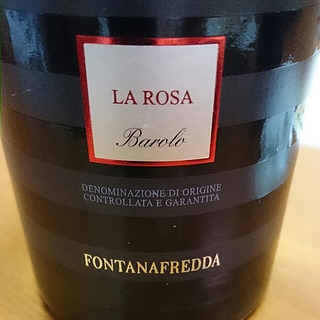 LA ROSA
Barolo
DENOMINAZIONE DI ORIGINE
CONTROLLATA E GARANTITA
FONTANAFREDDA